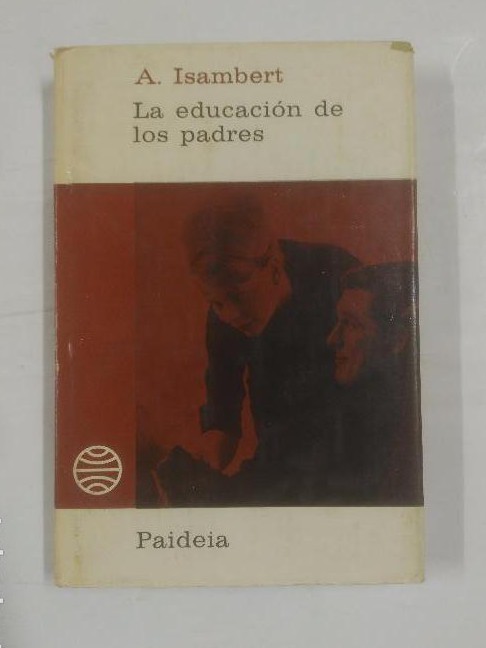 A. Isambert
La educación de
los padres
Paideia